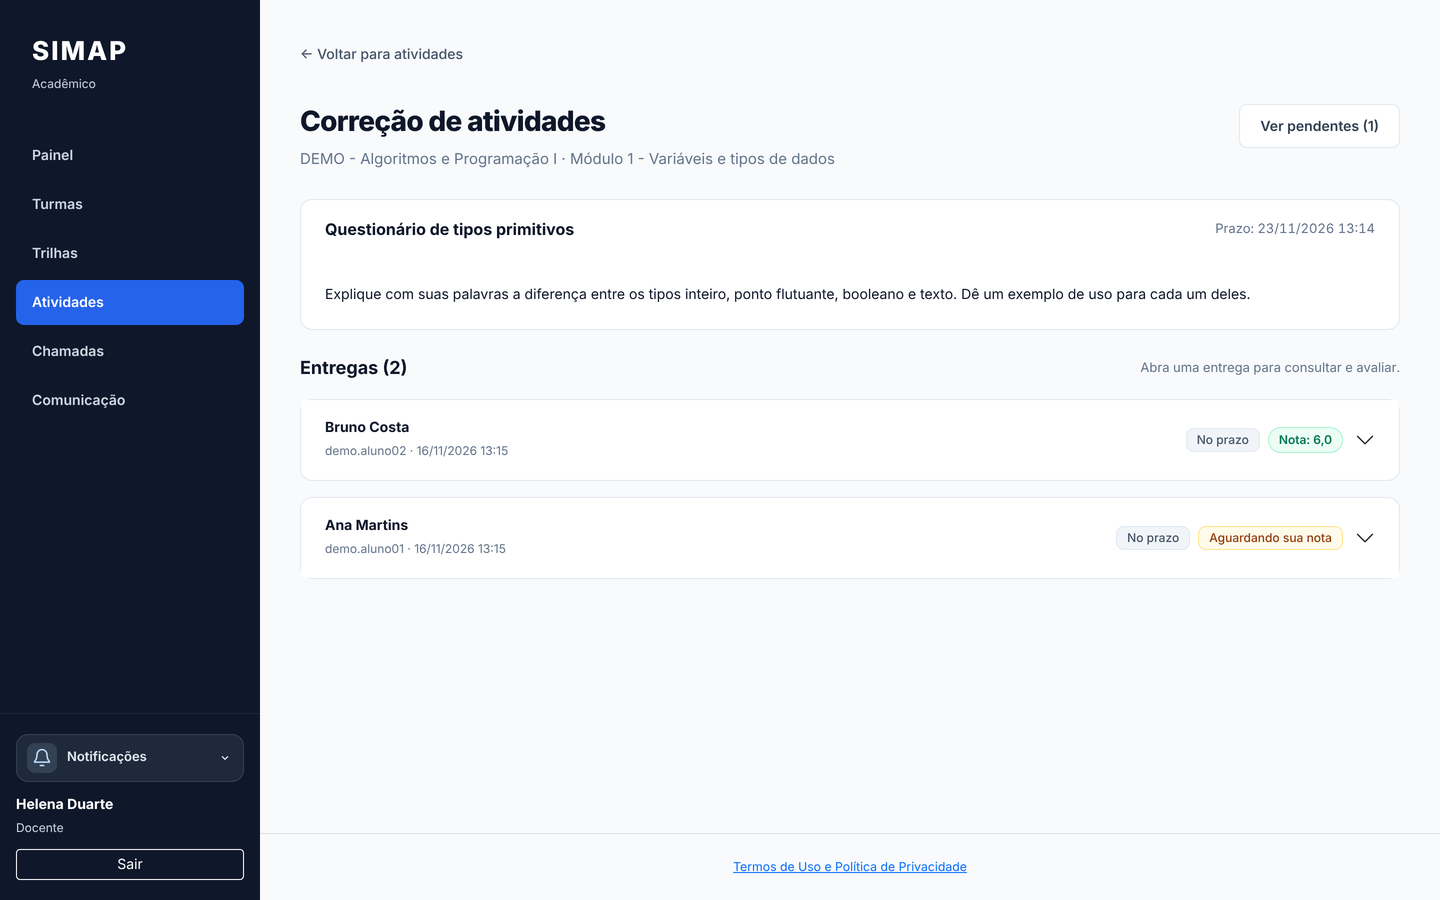 SIMAP
Acadêmico
Painel
Turmas
Trilhas
Atividades
Chamadas
Comunicação
Notificações
Helena Duarte
Docente
Sair
← Voltar para atividades
Correção de atividades
Ver pendentes (1)
DEMO - Algoritmos e Programação I · Módulo 1 - Variáveis e tipos de dados
Questionário de tipos primitivos
Prazo: 23/11/2026 13:14
Explique com suas palavras a diferença entre os tipos inteiro, ponto flutuante, booleano e texto. Dê um exemplo de uso para cada um deles.
Entregas (2)
Abra uma entrega para consultar e avaliar.
Bruno Costa
demo.aluno02 · 16/11/2026 13:15
No prazo
Nota: 6,0
Ana Martins
demo.aluno01 · 16/11/2026 13:15
No prazo
Aguardando sua nota
Termos de Uso e Política de Privacidade